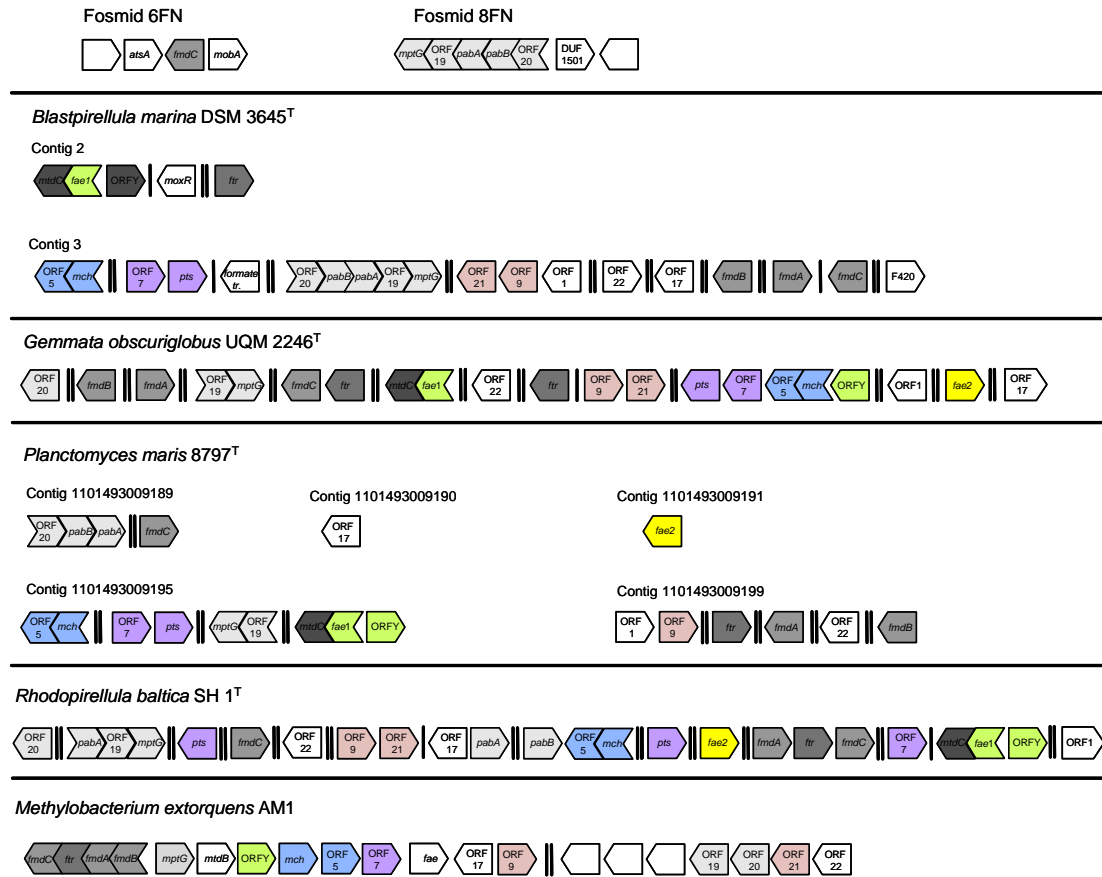 Fosmid 6FN Fosmid 8FN
atsA fmdC mobA mptG ORF 19 pabA pabB ORF 20 DUF 1501
Blastpirellula marina DSM 3645T
Contig 2
mtdC fae1 ORFY moxR ftr
Contig 3
ORF 5 mch ORF 7 pts formate tr. ORF 20 pabB pabA ORF 19 mptG ORF 21 ORF 9 ORF 1 ORF 22 ORF 17 fmdB fmdA fmdC F420
Gemmata obscuriglobus UQM 2246T
ORF 20 fmdB fmdA ORF 19 mptG fmdC ftr mtdC fae1 ORF 22 ftr ORF 9 ORF 21 pts ORF 7 ORF 5 mch ORFY ORF1 fae2 ORF 17
Planctomyces maris 8797T
Contig 1101493009189 Contig 1101493009190 Contig 1101493009191
ORF 20 pabB pabA fmdC ORF 17 fae2
Contig 1101493009195 Contig 1101493009199
ORF 5 mch ORF 7 pts mptG ORF 19 mtdC fae1 ORFY ORF 1 ORF 9 ftr fmdA ORF 22 fmdB
Rhodopirellula baltica SH 1T
ORF 20 pabA ORF 19 mptG pts fmdC ORF 22 ORF 9 ORF 21 ORF 17 pabA pabB ORF 5 mch pts fae2 fmdA ftr fmdC ORF 7 mtdC fae1 ORFY ORF1
Methylobacterium extorquens AM1
fmdC ftr fmdA fmdB mptG mtdB ORFY mch ORF 5 ORF 7 fae ORF 17 ORF 9 ORF 19 ORF 20 ORF 21 ORF 22